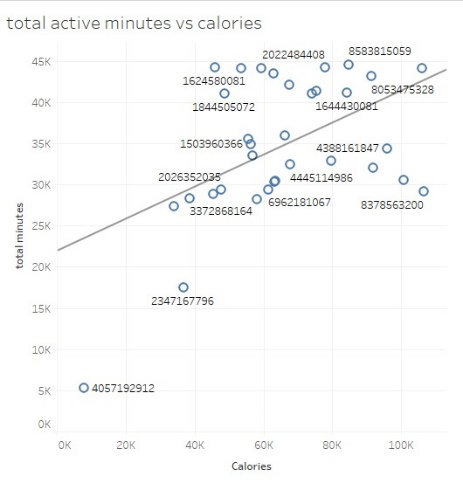 total active minutes vs calories
2022484408
8583815059
45K
1624580081
8053475328
40K
1844505072
1644430081
35K
1503960366
4388161847
2026352035
4445114986
30K
3372868164
6962181067
8378563200
25K
total minutes
20K
15K
2347167796
10K
5K
4057192912
0K
0K 20K 40K 60K 80K 100K
Calories